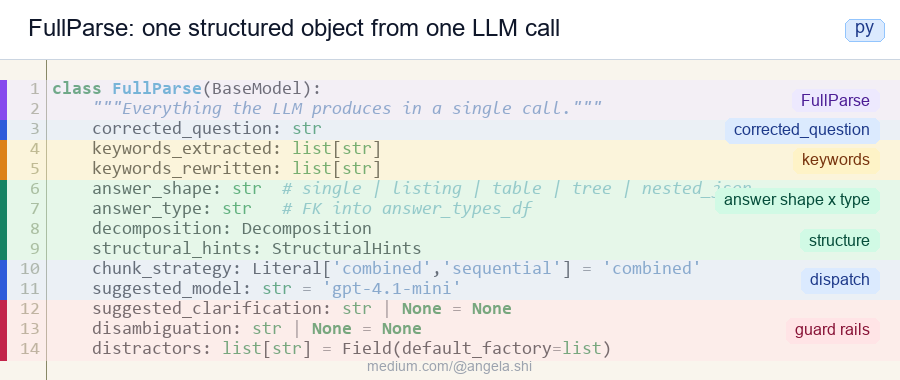 FullParse: one structured object from one LLM call
py
1 class FullParse(BaseModel):
2 """Everything the LLM produces in a single call."""
FullParse
3 corrected_question: str
corrected_question
4 keywords_extracted: list[str]
5 keywords_rewritten: list[str]
keywords
6 answer_shape: str # single | listing | table | tree | nested_json
7 answer_type: str # FK into answer_types_df
answer shape x type
8 decomposition: Decomposition
9 structural_hints: StructuralHints
structure
10 chunk_strategy: Literal['combined','sequential'] = 'combined'
11 suggested_model: str = 'gpt-4.1-mini'
dispatch
12 suggested_clarification: str | None = None
13 disambiguation: str | None = None
14 distractors: list[str] = Field(default_factory=list)
guard rails
medium.com/@angela.shi